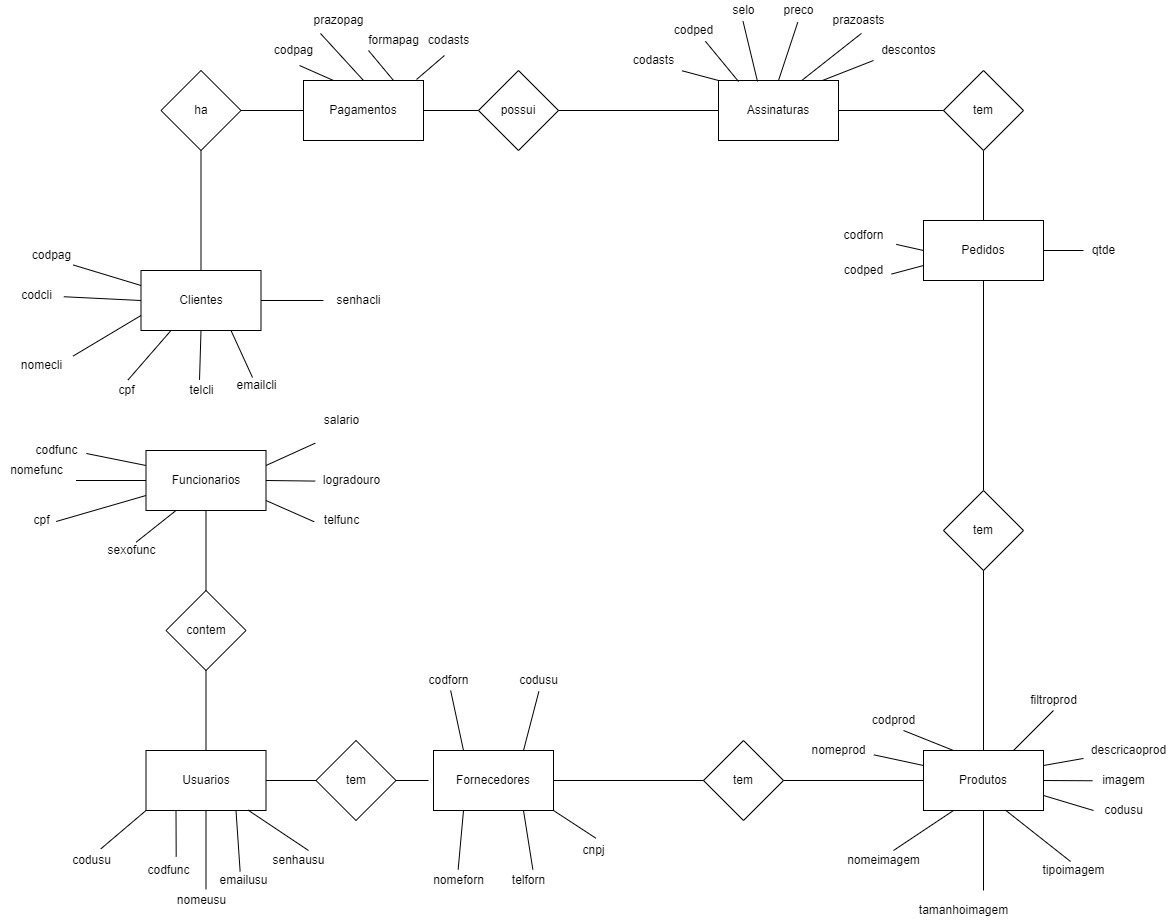 selo
preco
prazopag
prazoasts
codped
formapag
codasts
codpag
descontos
codasts
ha
Pagamentos
possui
Assinaturas
tem
codforn
codpag
Pedidos
qtde
codped
codcli
Clientes
senhacli
nomecli
cpf
telcli
emailcli
salario
codfunc
nomefunc
Funcionarios
logradouro
cpf
telfunc
sexofunc
tem
contem
codforn
codusu
filtroprod
codprod
nomeprod
descricaoprod
Usuarios
tem
Fornecedores
tem
Produtos
imagem
codusu
cnpj
codusu
codfunc
senhausu
emailusu
nomeusu
nomeforn
telforn
nomeimagem
tipoimagem
tamanhoimagem